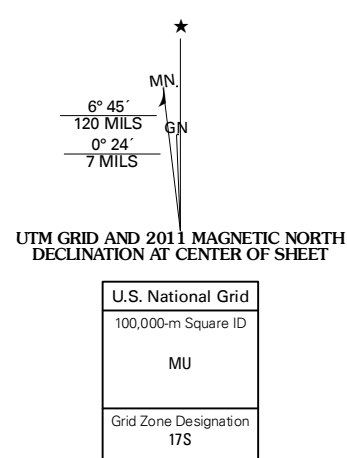 ★
MN.
6° 45´
120 MILS
GN
0° 24´
7 MILS
UTM GRID AND 2011 MAGNETIC NORTH
DECLINATION AT CENTER OF SHEET
U.S. National Grid
100,000-m Square ID
MU
Grid Zone Designation
17S